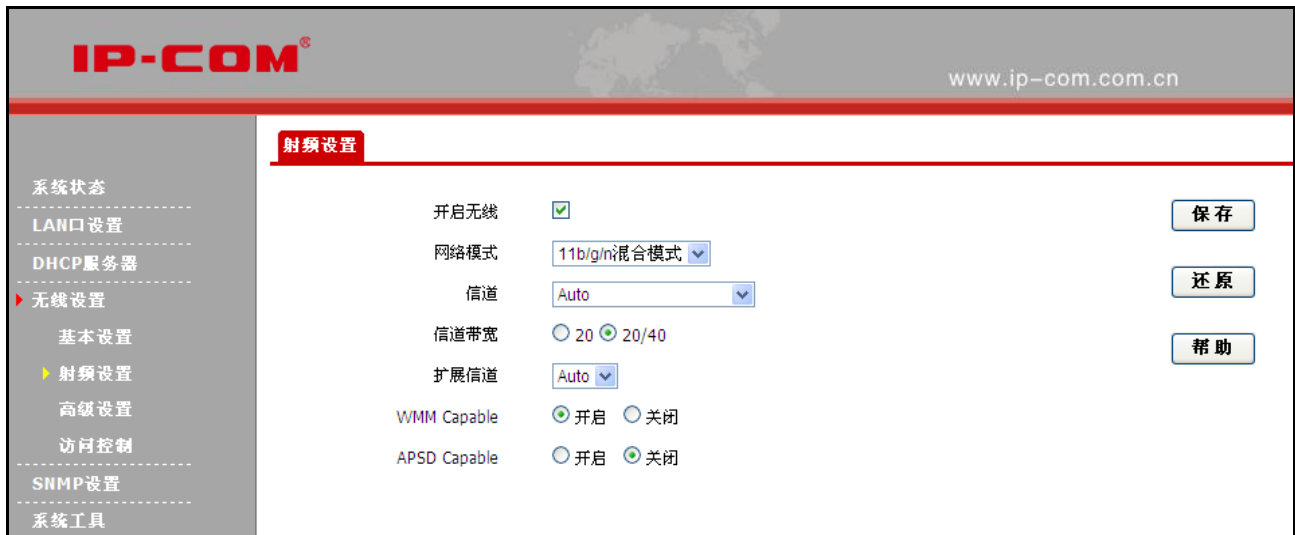 IP-COM®
www.ip-com.com.cn
射频设置
系统状态
LAN口设置
DHCP服务器
无线设置
基本设置
射频设置
高级设置
访问控制
SNMP设置
系统工具
开启无线
网络模式 11b/g/n混合模式
信道 Auto
信道带宽 20 20/40
扩展信道 Auto
WMM Capable 开启 关闭
APSD Capable 开启 关闭
保存
还原
帮助